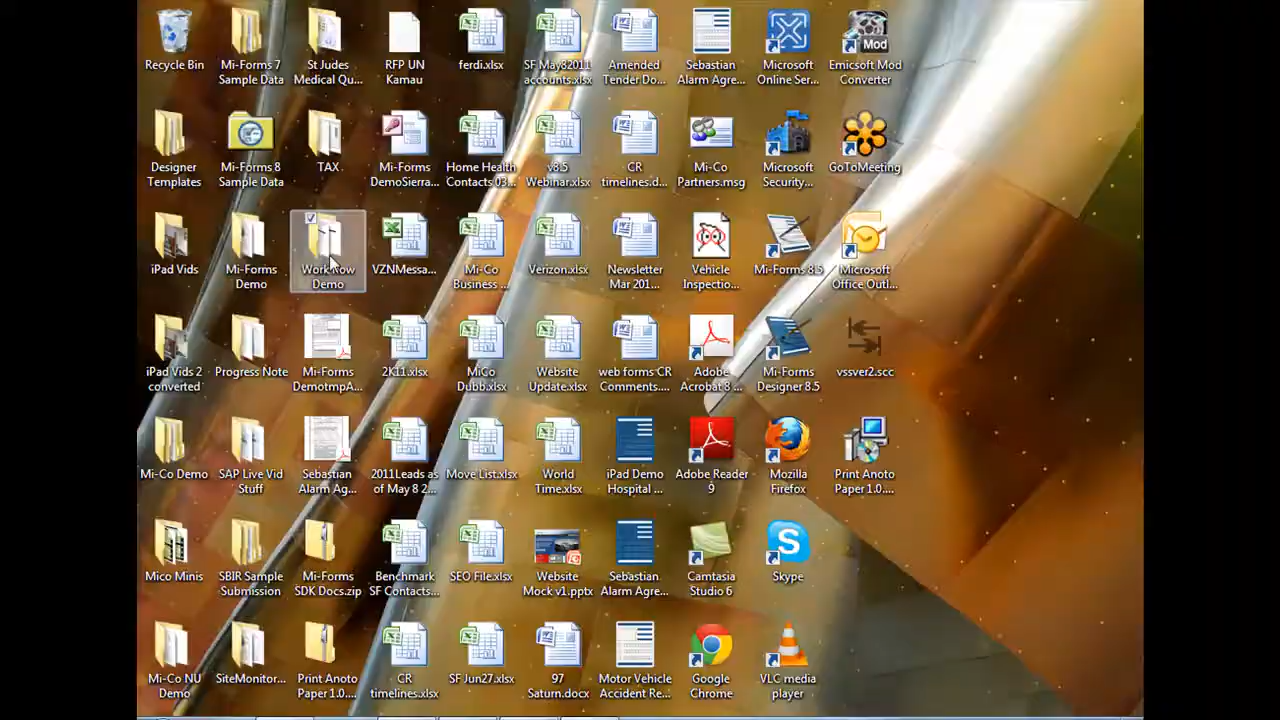 Recycle Bin
Mi-Forms 7
Sample Data
St Judes
Medical Qu...
RFP UN
Kamau
ferdi.xlsx
SF May82011
accounts.xlsx
Amended
Tender Do...
Sebastian
Alarm Agre...
Microsoft
Online Ser...
Mod
Emicsoft Mod
Converter
Designer
Templates
Mi-Forms 8
Sample Data
TAX
Mi-Forms
DemoSierra...
Home Health
Contacts 03...
v8.5
Webinar.xlsx
CR
timelines.d...
Mi-Co
Partners.msg
Microsoft
Security...
GoToMeeting
iPad Vids
Mi-Forms
Demo
Demo
VZNMessa...
Mi-Co
Business ...
Verizon.xlsx
Newsletter
Mar 201...
Vehicle
Inspectio...
Mi-Forms 8.5
Microsoft
Office Outl...
iPad Vids 2
converted
Progress Note
Mi-Forms
DemotmpA...
2K11.xlsx
MiCo
Dubb.xlsx
Website
Update.xlsx
web forms CR
Comments....
Adobe
Acrobat 8 ...
Mi-Forms
Designer 8.5
vssver2.scc
Mi-Co Demo
SAP Live Vid
Stuff
Sebastian
Alarm Ag...
2011Leads as
of May 8 2...
Move List.xlsx
World
Time.xlsx
iPad Demo
Hospital ...
Adobe Reader
9
Mozilla
Firefox
Print Anoto
Paper 1.0....
Mico Minis
SBIR Sample
Submission
Mi-Forms
SDK Docs.zip
Benchmark
SF Contacts...
SEO File.xlsx
Website
Mock v1.pptx
Sebastian
Alarm Agre...
Camtasia
Studio 6
Skype
Mi-Co NU
Demo
SiteMonitor...
Print Anoto
Paper 1.0....
CR
timelines.xlsx
SF Jun27.xlsx
97
Saturn.docx
Motor Vehicle
Accident Re...
Google
Chrome
VLC media
player